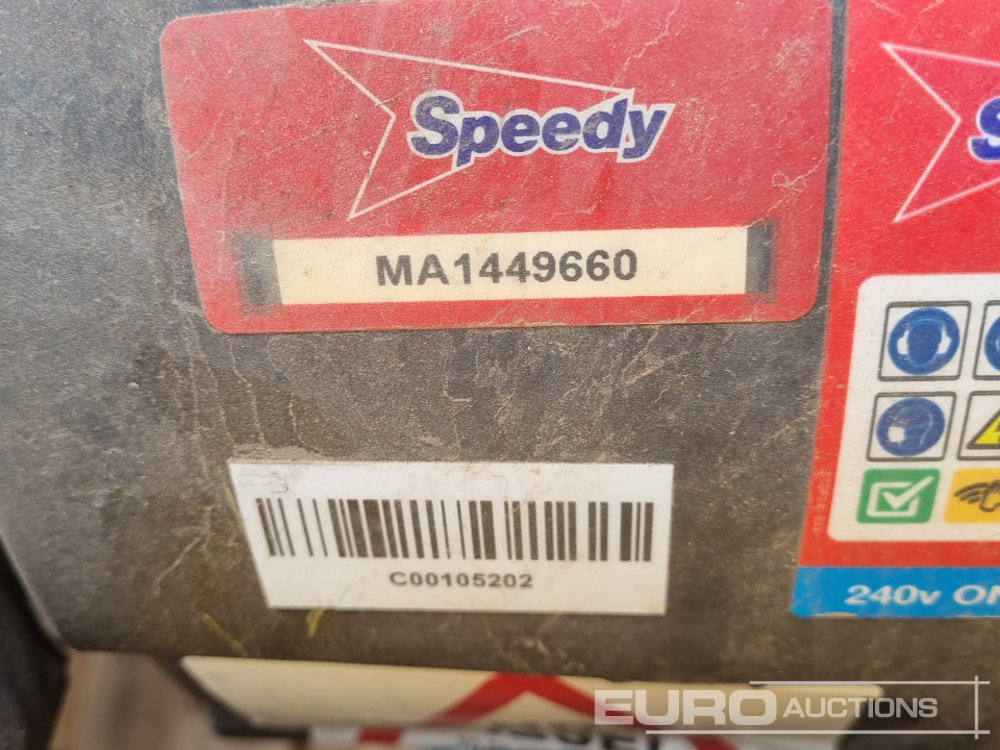 Speedy
MA1449660
C00105202
240v
EURO AUCTIONS